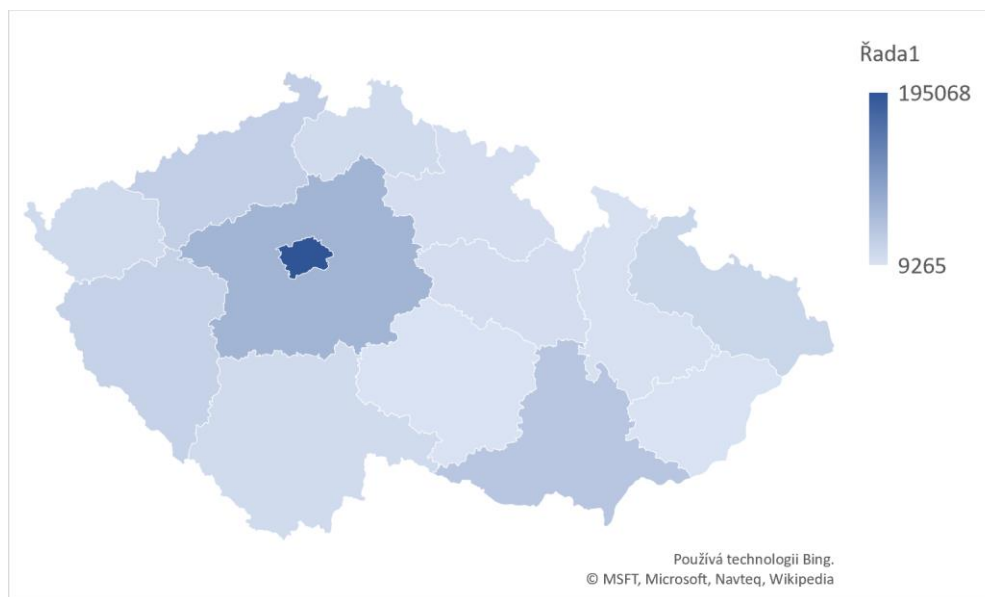 Řada1
195068
9265
Používá technologii Bing.
© MSFT, Microsoft, Navteq, Wikipedia